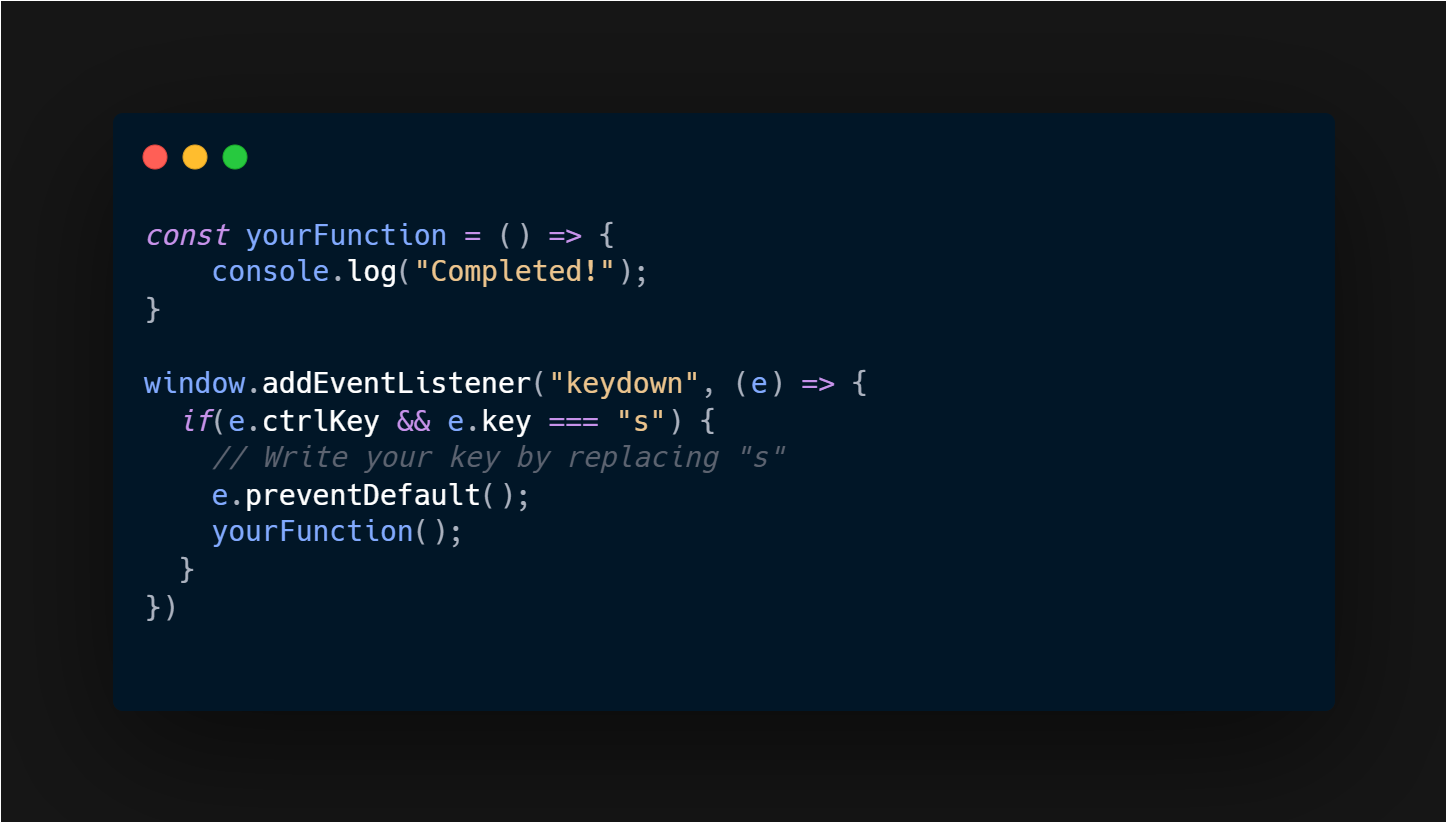 const yourFunction = () => {
    console.log("Completed!");
}

window.addEventListener("keydown", (e) => {
  if(e.ctrlKey && e.key === "s") {
    // Write your key by replacing "s"
    e.preventDefault();
    yourFunction();
  }
})